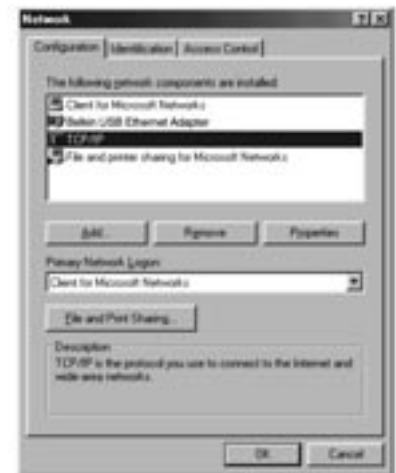 Network
Configuration Identification Access Control
The following network components are installed:
Client for Microsoft Networks
Belkin USB Ethernet Adapter
TCP/IP
File and printer sharing for Microsoft Networks
Add... Remove Properties
Primary Network Logon:
Client for Microsoft Networks
File and Print Sharing...
Description
TCP/IP is the protocol you use to connect to the Internet and
wide-area networks.
OK Cancel